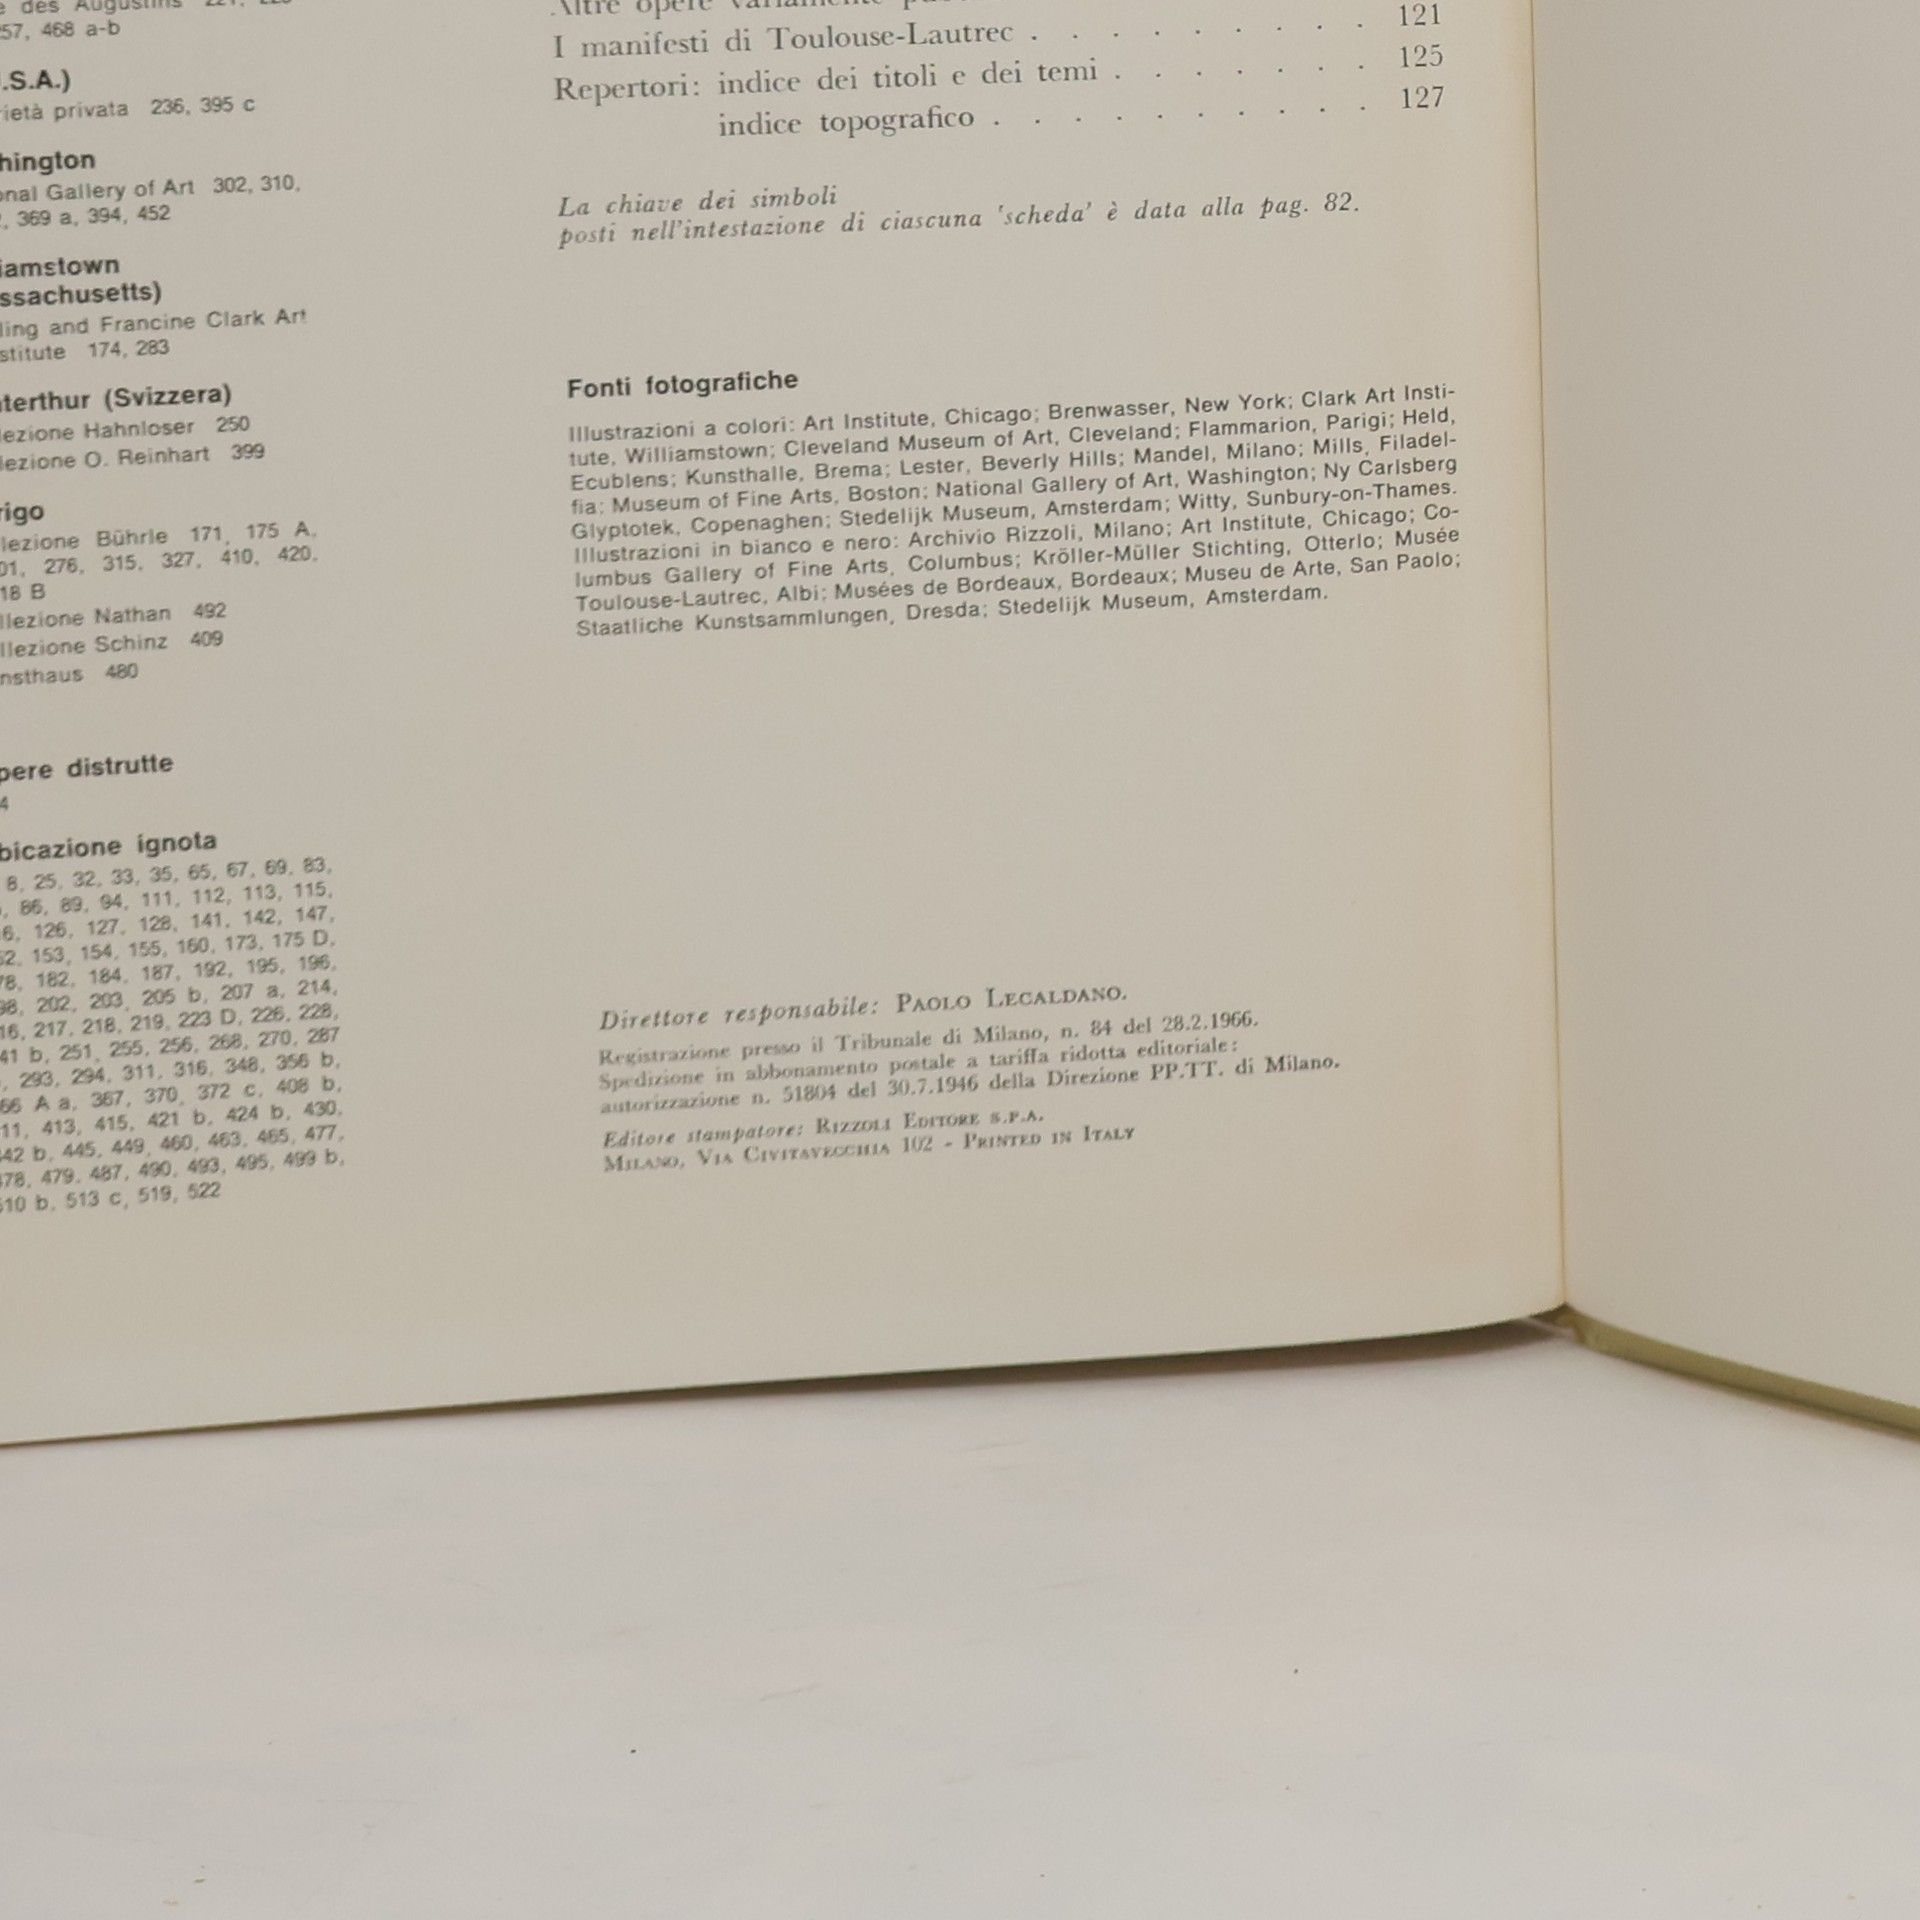 des Augustins
57, 468 a-b
.S.A.)
rietà privata 236, 395 c
hington
onal Gallery of Art 302, 310,
, 369 a, 394, 452
iamstown
ssachusetts)
ling and Francine Clark Art
stitute 174, 283
terthur (Svizzera)
lezione Hahnloser 250
lezione O. Reinhart 399
rigo
lezione Bührle 171, 175 A,
01, 276, 315, 327, 410, 420,
18 B
llezione Nathan 492
llezione Schinz 409
nsthaus 480
pere distrutte
4
bicazione ignota
8, 25, 32, 33, 35, 65, 67, 69, 83,
, 86, 89, 94, 111, 112, 113, 115,
6, 126, 127, 128, 141, 142, 147,
52, 153, 154, 155, 160, 173, 175 D,
78, 182, 184, 187, 192, 195, 196,
98, 202, 203, 205 b, 207 a, 214,
16, 217, 218, 219, 223 D, 226, 228,
41 b, 251, 255, 256, 268, 270, 287
, 293, 294, 311, 316, 348, 356 b,
66 A a, 367, 370, 372 c, 408 b,
11, 413, 415, 421 b, 424 b, 430,
42 b, 445, 449, 460, 463, 465, 477,
478, 479, 487, 490, 493, 495, 499 b,
510 b, 513 c, 519, 522
Altre opere variamente
I manifesti di Toulouse-Lautrec . . . . . . . . . 121
Repertori: indice dei titoli e dei temi . . . . . . . 125
indice topografico . . . . . . . . . . 127
La chiave dei simboli
posti nell'intestazione di ciascuna 'scheda' è data alla pag. 82.
Fonti fotografiche
Illustrazioni a colori: Art Institute, Chicago; Brenwasser, New York; Clark Art Insti-
tute, Williamstown; Cleveland Museum of Art, Cleveland; Flammarion, Parigi; Held,
Ecublens; Kunsthalle, Brema; Lester, Beverly Hills; Mandel, Milano; Mills, Filadel-
fia; Museum of Fine Arts, Boston; National Gallery of Art, Washington; Ny Carlsberg
Glyptotek, Copenaghen; Stedelijk Museum, Amsterdam; Witty, Sunbury-on-Thames.
Illustrazioni in bianco e nero: Archivio Rizzoli, Milano; Art Institute, Chicago; Co-
lumbus Gallery of Fine Arts, Columbus; Kröller-Müller Stichting, Otterlo; Musée
Toulouse-Lautrec, Albi; Musées de Bordeaux, Bordeaux; Museu de Arte, San Paolo;
Staatliche Kunstsammlungen, Dresda; Stedelijk Museum, Amsterdam.
Direttore responsabile: PAOLO LECALDANO.
Registrazione presso il Tribunale di Milano, n. 84 del 28.2.1966.
Spedizione in abbonamento postale a tariffa ridotta editoriale:
autorizzazione n. 51804 del 30.7.1946 della Direzione PP.TT. di Milano.
Editore stampatore: RIZZOLI EDITORE S.P.A.
MILANO, VIA CIVITAVECCHIA 102 - PRINTED IN ITALY